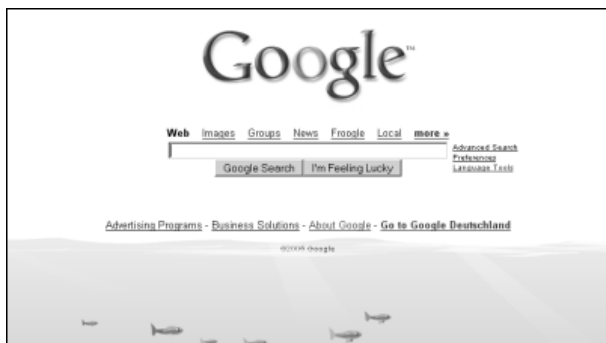 Google™
Web Images Groups News Froogle Local more »
Advanced Search
Preferences
Language Tools
Google Search I'm Feeling Lucky
Advertising Programs - Business Solutions - About Google - Go to Google Deutschland
Google